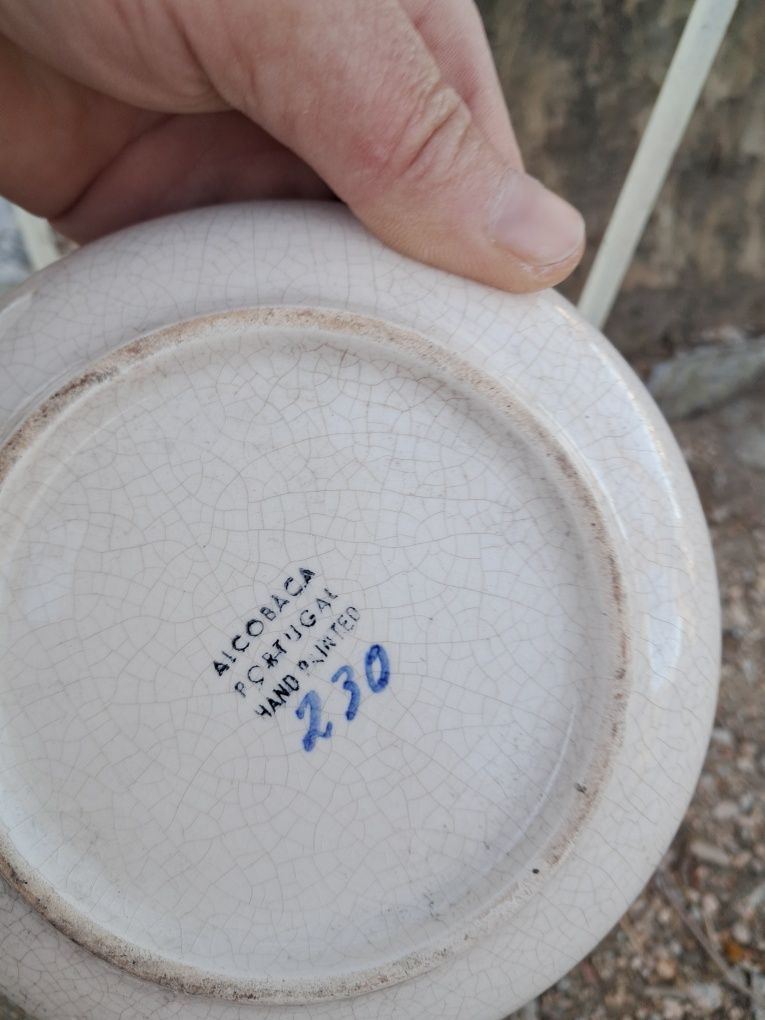 ALCOBACA
PORTUGAL
HAND PAINTED
230